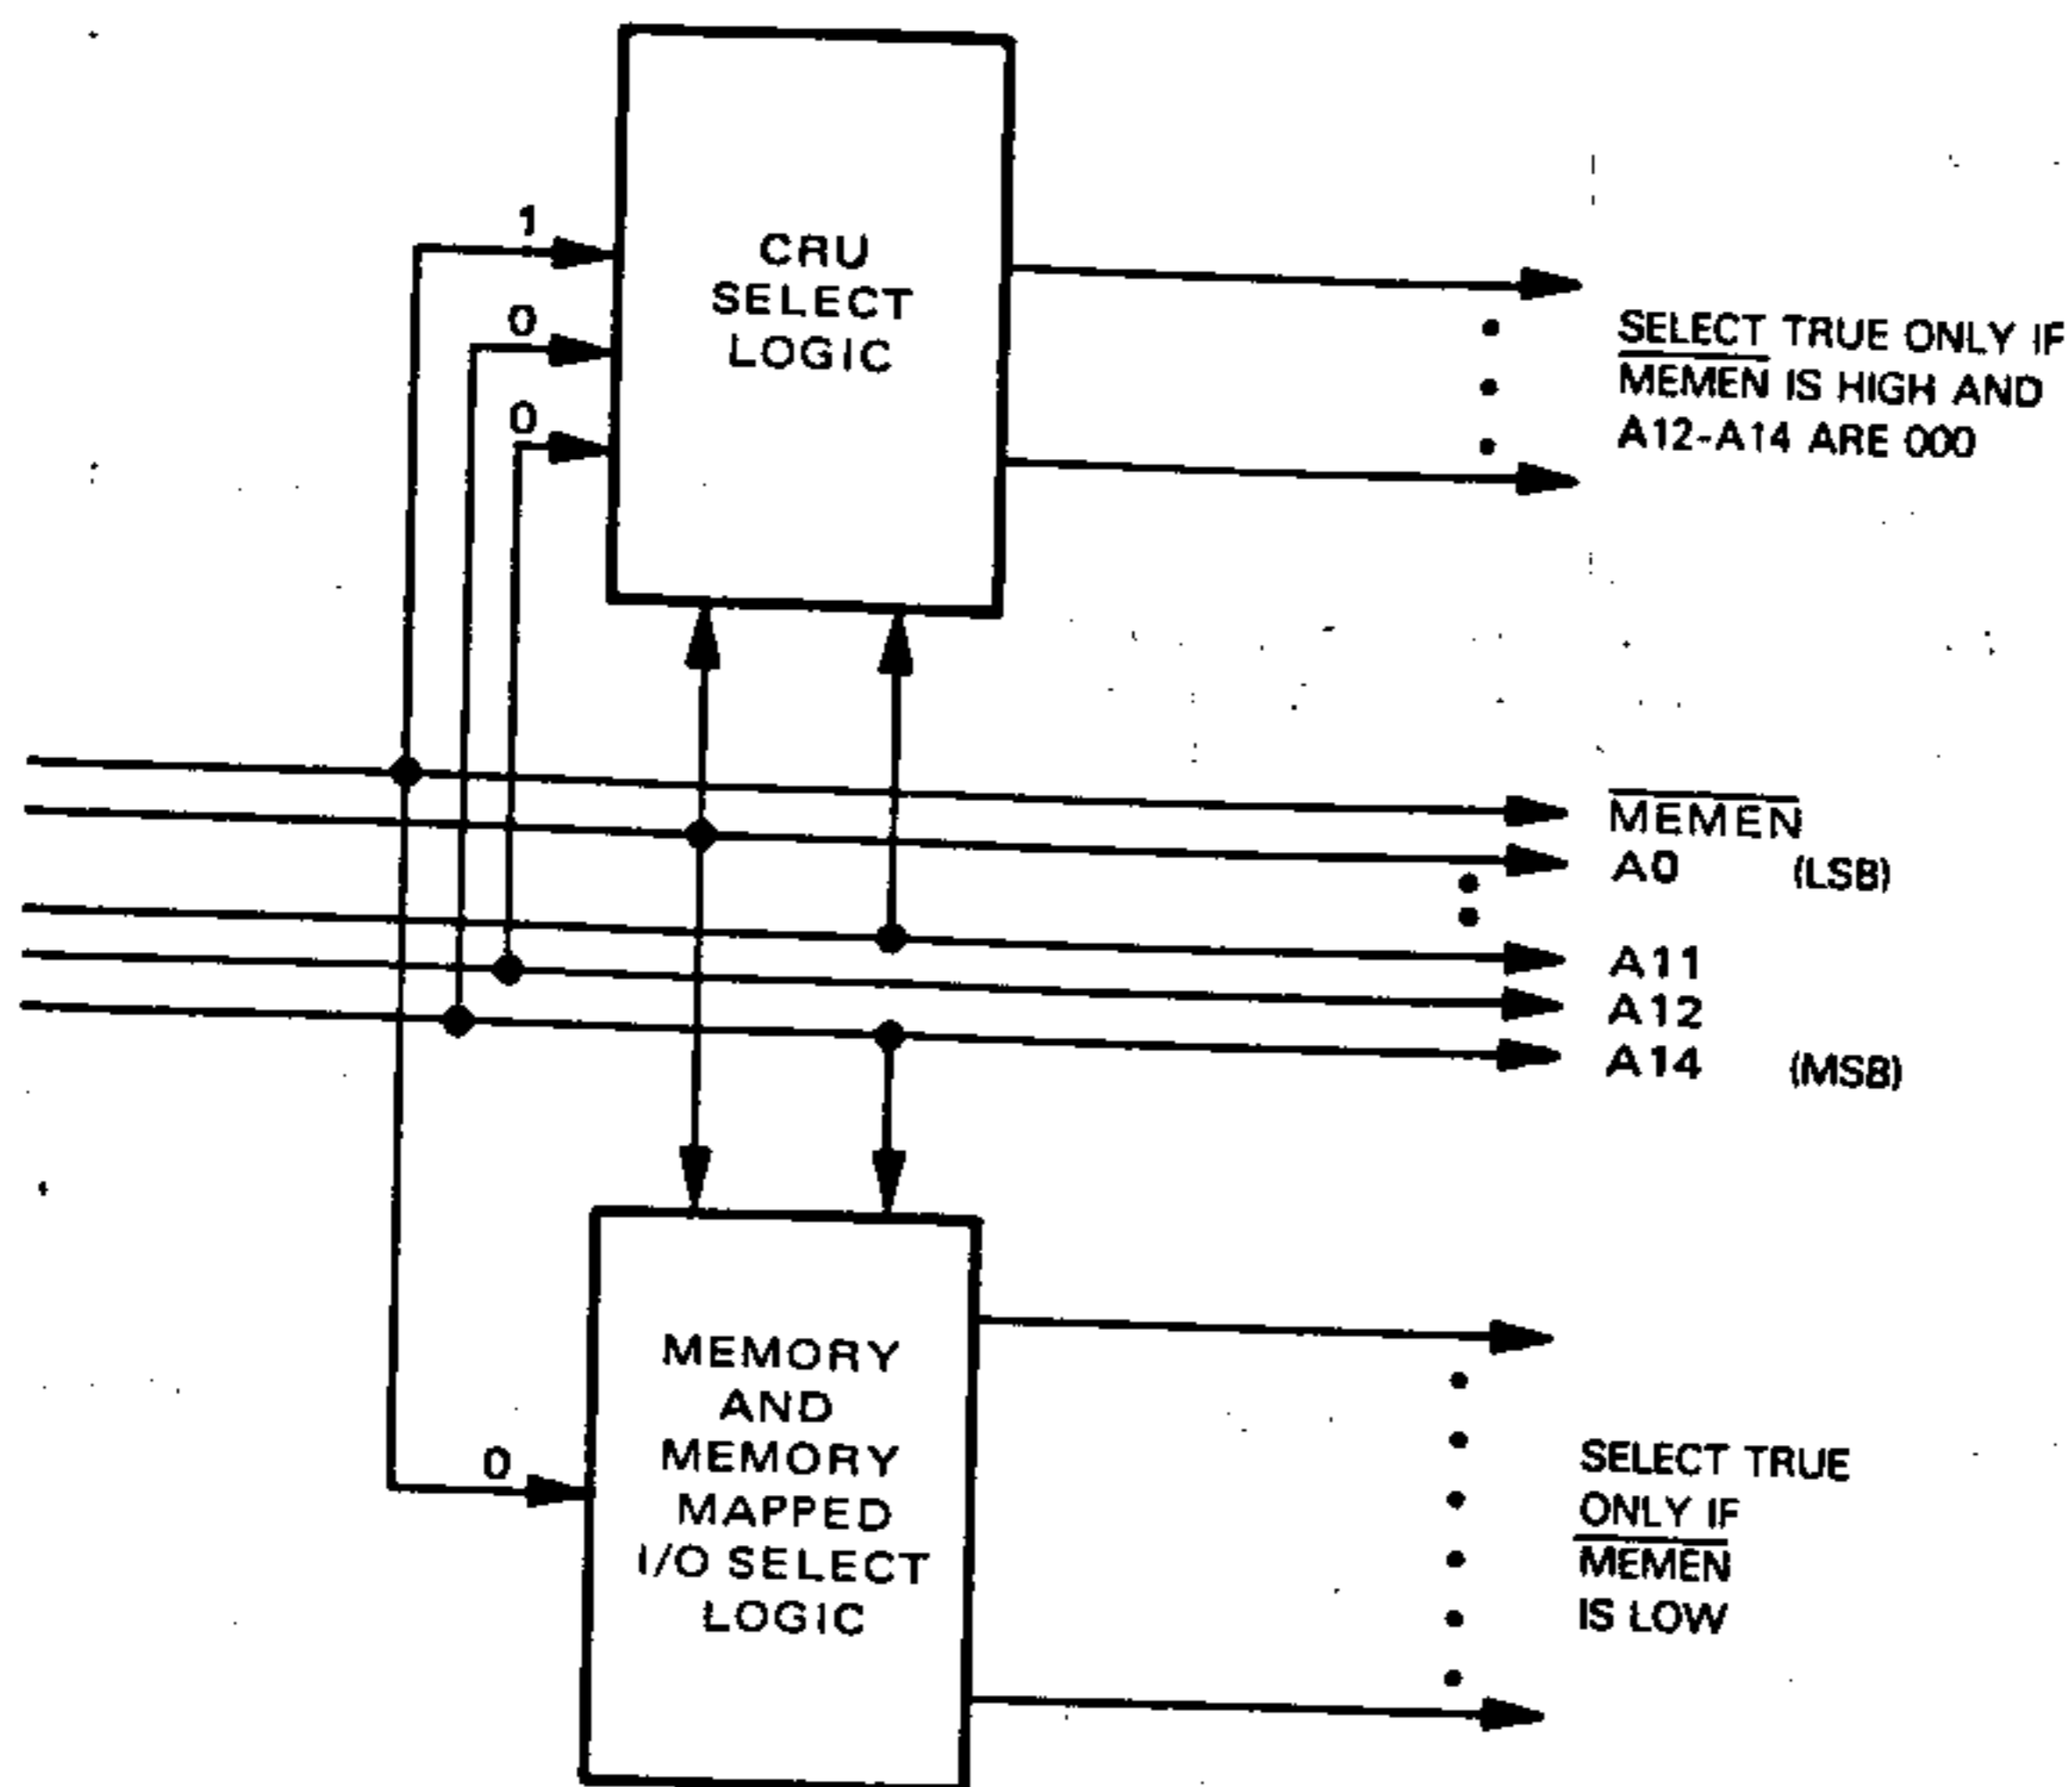 1
0
0
CRU
SELECT
LOGIC
SELECT TRUE ONLY IF
MEMEN IS HIGH AND
A12-A14 ARE 000
MEMEN
A0 (LSB)
A11
A12
A14 (MSB)
0
MEMORY
AND
MEMORY
MAPPED
I/O SELECT
LOGIC
SELECT TRUE
ONLY IF
MEMEN
IS LOW